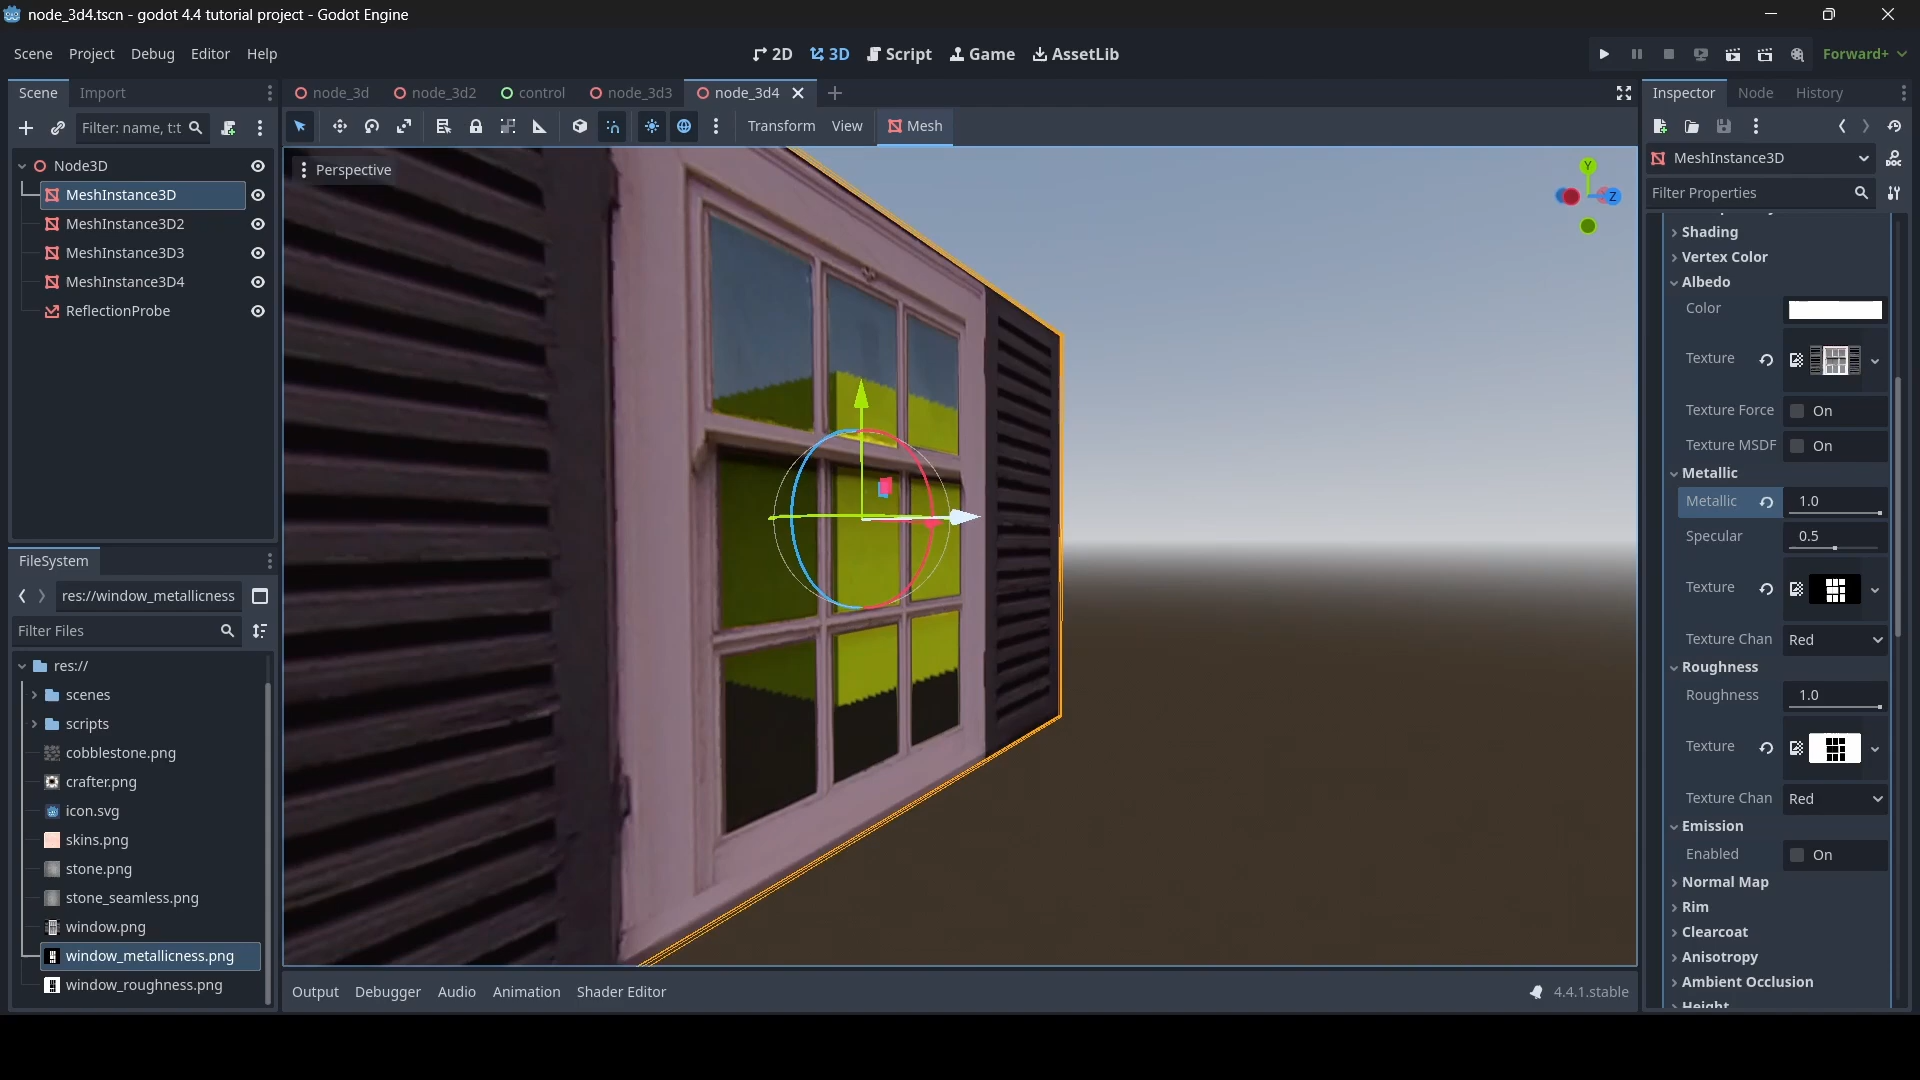 node_3d4.tscn - godot 4.4 tutorial project - Godot Engine
Scene Project Debug Editor Help
2D 3D Script Game AssetLib
Forward+
Scene Import
Filter: name, t:t
Node3D
MeshInstance3D
MeshInstance3D2
MeshInstance3D3
MeshInstance3D4
ReflectionProbe
FileSystem
res://window_metallicness
Filter Files
res://
scenes
scripts
cobblestone.png
crafter.png
icon.svg
skins.png
stone.png
stone_seamless.png
window.png
window_metallicness.png
window_roughness.png
node_3d node_3d2 control node_3d3 node_3d4
Transform View Mesh
Perspective
Y
Z
Output Debugger Audio Animation Shader Editor
4.4.1.stable
Inspector Node History
MeshInstance3D
Filter Properties
Shading
Vertex Color
Albedo
Color
Texture
Texture Force On
Texture MSDF On
Metallic
Metallic 1.0
Specular 0.5
Texture
Texture Chan Red
Roughness
Roughness 1.0
Texture
Texture Chan Red
Emission
Enabled On
Normal Map
Rim
Clearcoat
Anisotropy
Ambient Occlusion
Height